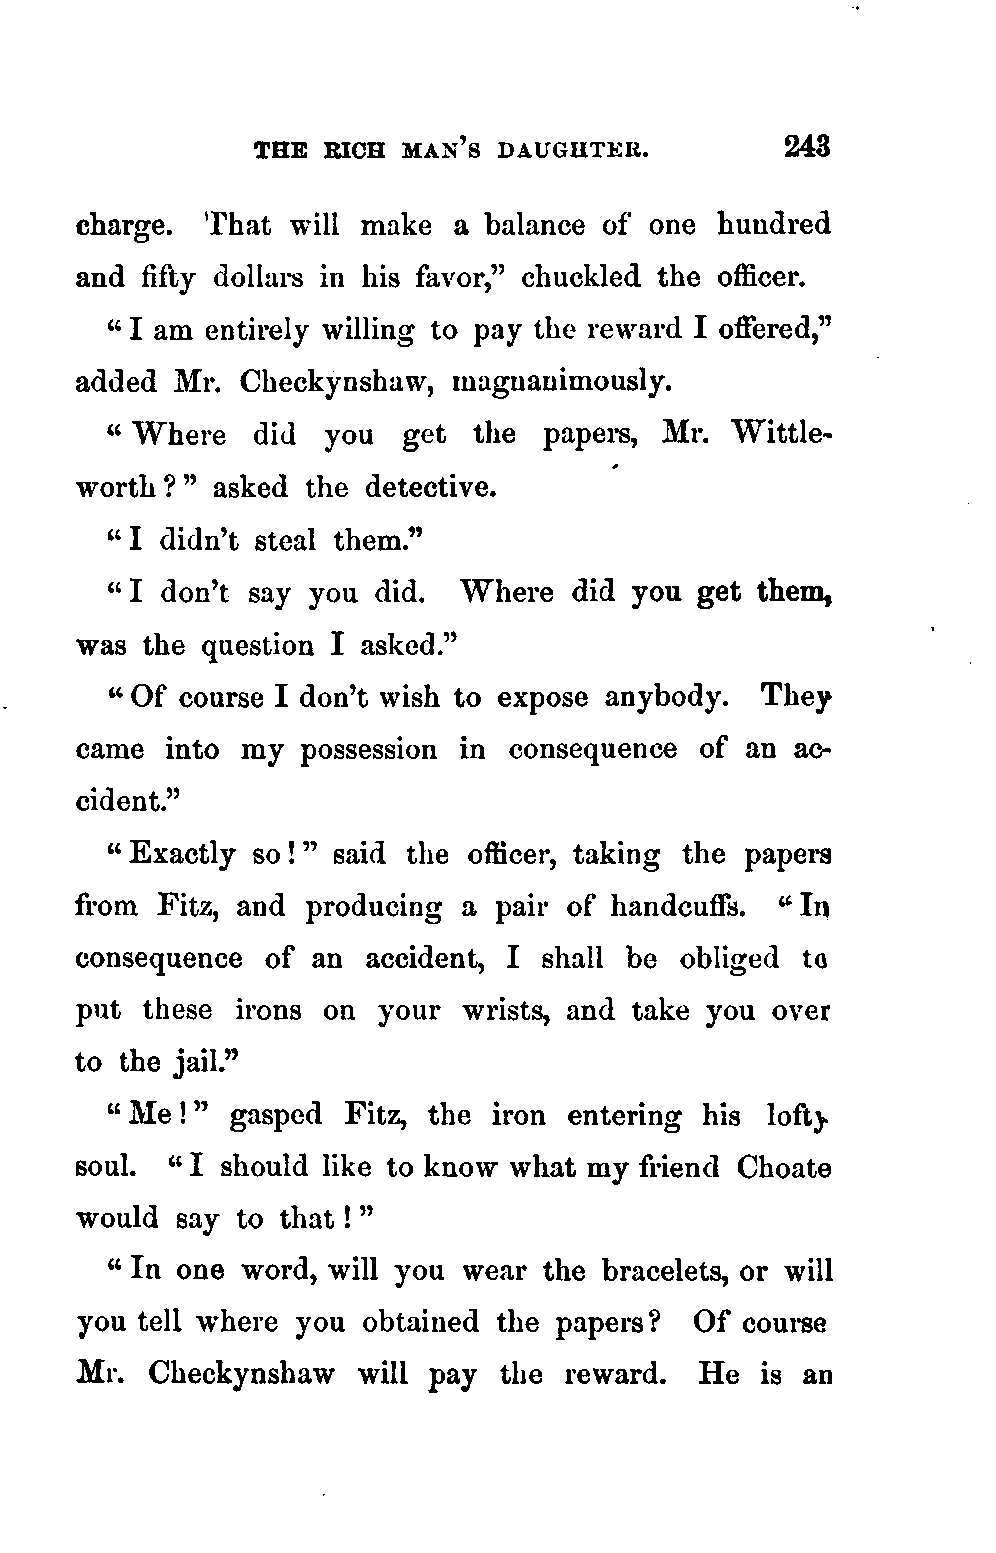 THE RICH MAN'S DAUGHTER. 243
charge. That will make a balance of one hundred
and fifty dollars in his favor," chuckled the officer.
"I am entirely willing to pay the reward I offered,"
added Mr. Checkynshaw, magnanimously.
"Where did you get the papers, Mr. Wittle-
worth?" asked the detective.
"I didn't steal them."
"I don't say you did. Where did you get them,
was the question I asked."
"Of course I don't wish to expose anybody. They
came into my possession in consequence of an ac-
cident."
"Exactly so!" said the officer, taking the papers
from Fitz, and producing a pair of handcuffs. "In
consequence of an accident, I shall be obliged to
put these irons on your wrists, and take you over
to the jail."
"Me!" gasped Fitz, the iron entering his lofty
soul. "I should like to know what my friend Choate
would say to that!"
"In one word, will you wear the bracelets, or will
you tell where you obtained the papers? Of course
Mr. Checkynshaw will pay the reward. He is an